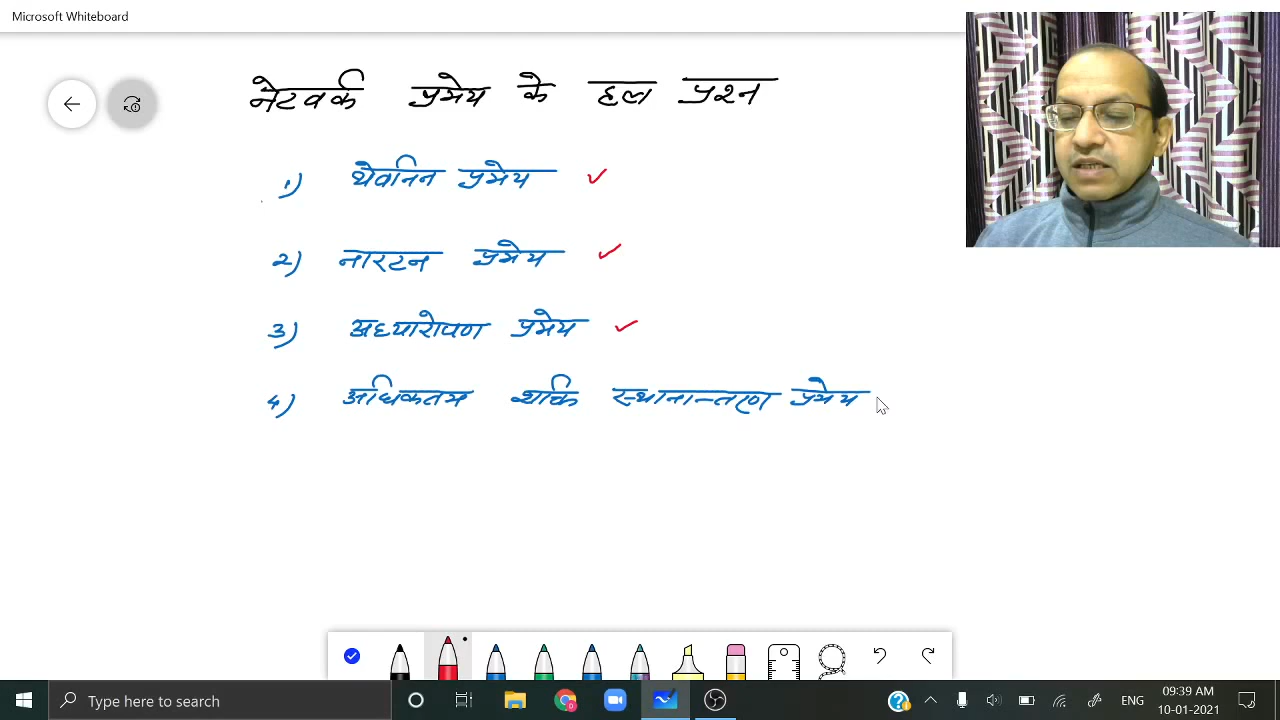 Microsoft Whiteboard
नेटवर्क प्रमेय के हल प्रश्न
1) थेवनिन प्रमेय ✓
2) नारटन प्रमेय ✓
3) अध्यारोपण प्रमेय ✓
4) अधिकतम शक्ति स्थानान्तरण प्रमेय
Type here to search
ENG
09:39 AM
10-01-2021